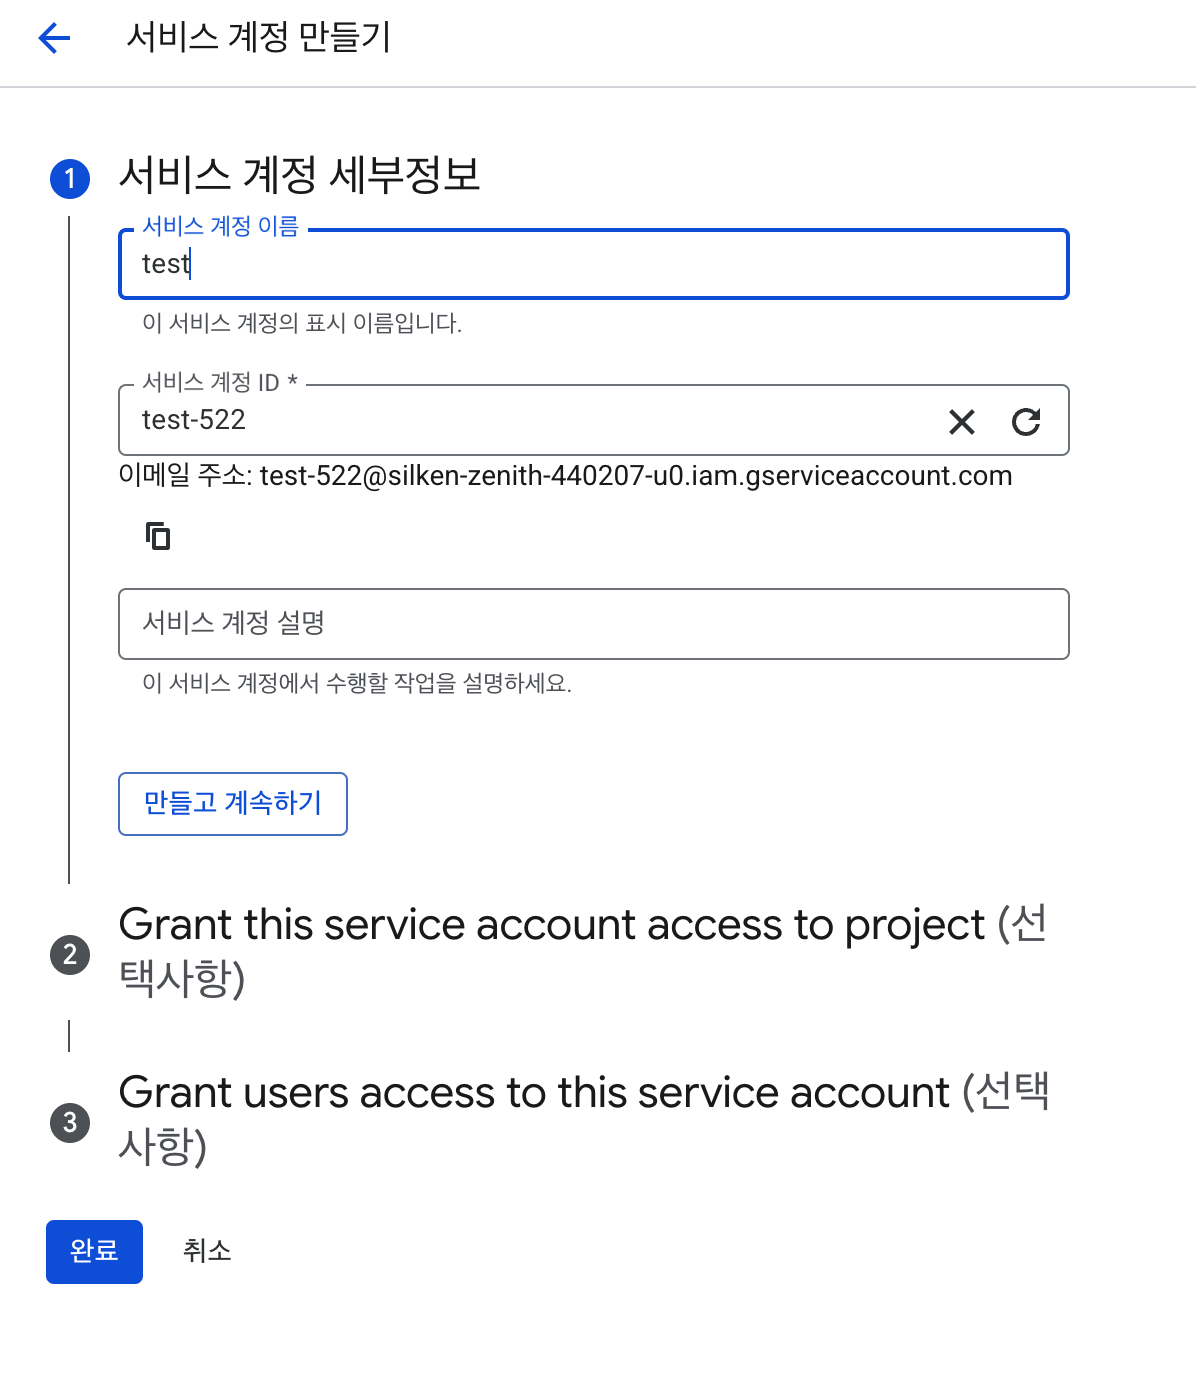 서비스 계정 만들기
1
서비스 계정 세부정보
서비스 계정 이름
test
이 서비스 계정의 표시 이름입니다.
서비스 계정 ID *
test-522
이메일 주소: test-522@silken-zenith-440207-u0.iam.gserviceaccount.com
서비스 계정 설명
이 서비스 계정에서 수행할 작업을 설명하세요.
만들고 계속하기
2
Grant this service account access to project (선
택사항)
3
Grant users access to this service account (선택
사항)
완료 취소